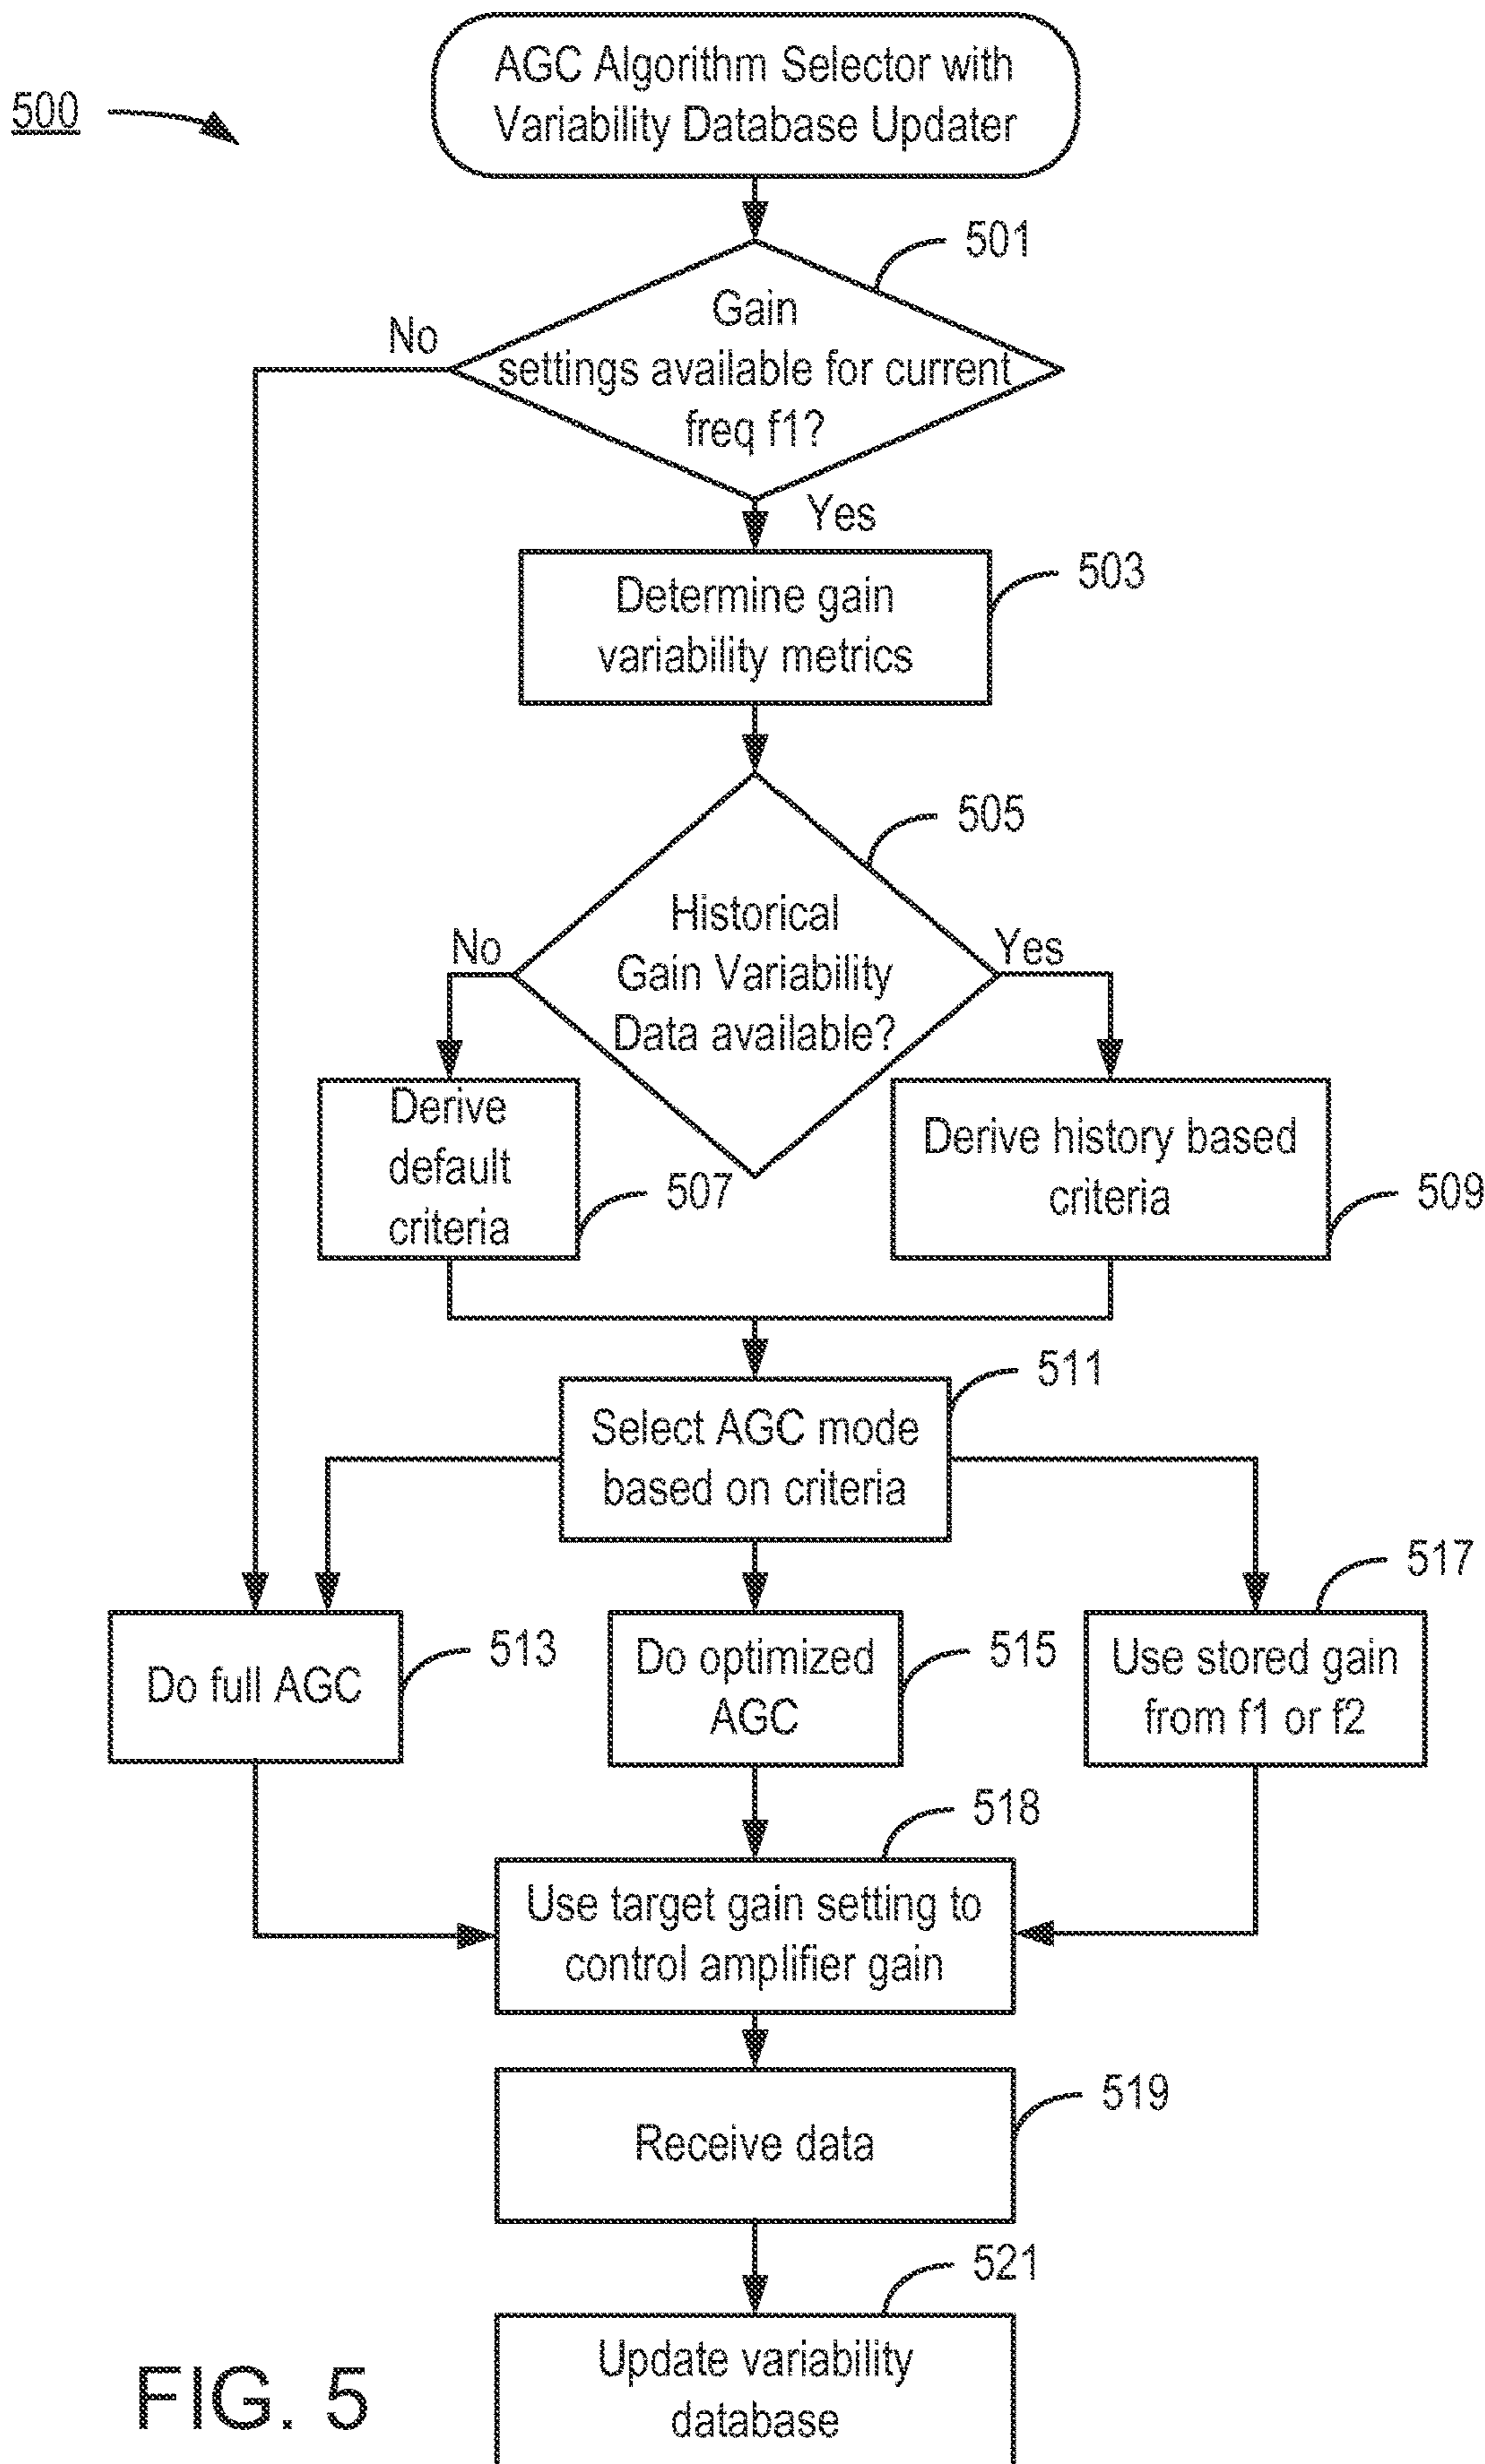 AGC Algorithm Selector with
Variability Database Updater
500
501
Gain
settings available for current
freq f1?
No
Yes
Determine gain
variability metrics
503
505
Historical
Gain Variability
Data available?
No
Yes
Derive
default
criteria
507
Derive history based
criteria
509
511
Select AGC mode
based on criteria
517
Do full AGC
513
Do optimized
AGC
515
Use stored gain
from f1 or f2
518
Use target gain setting to
control amplifier gain
519
Receive data
521
Update variability
database
FIG. 5